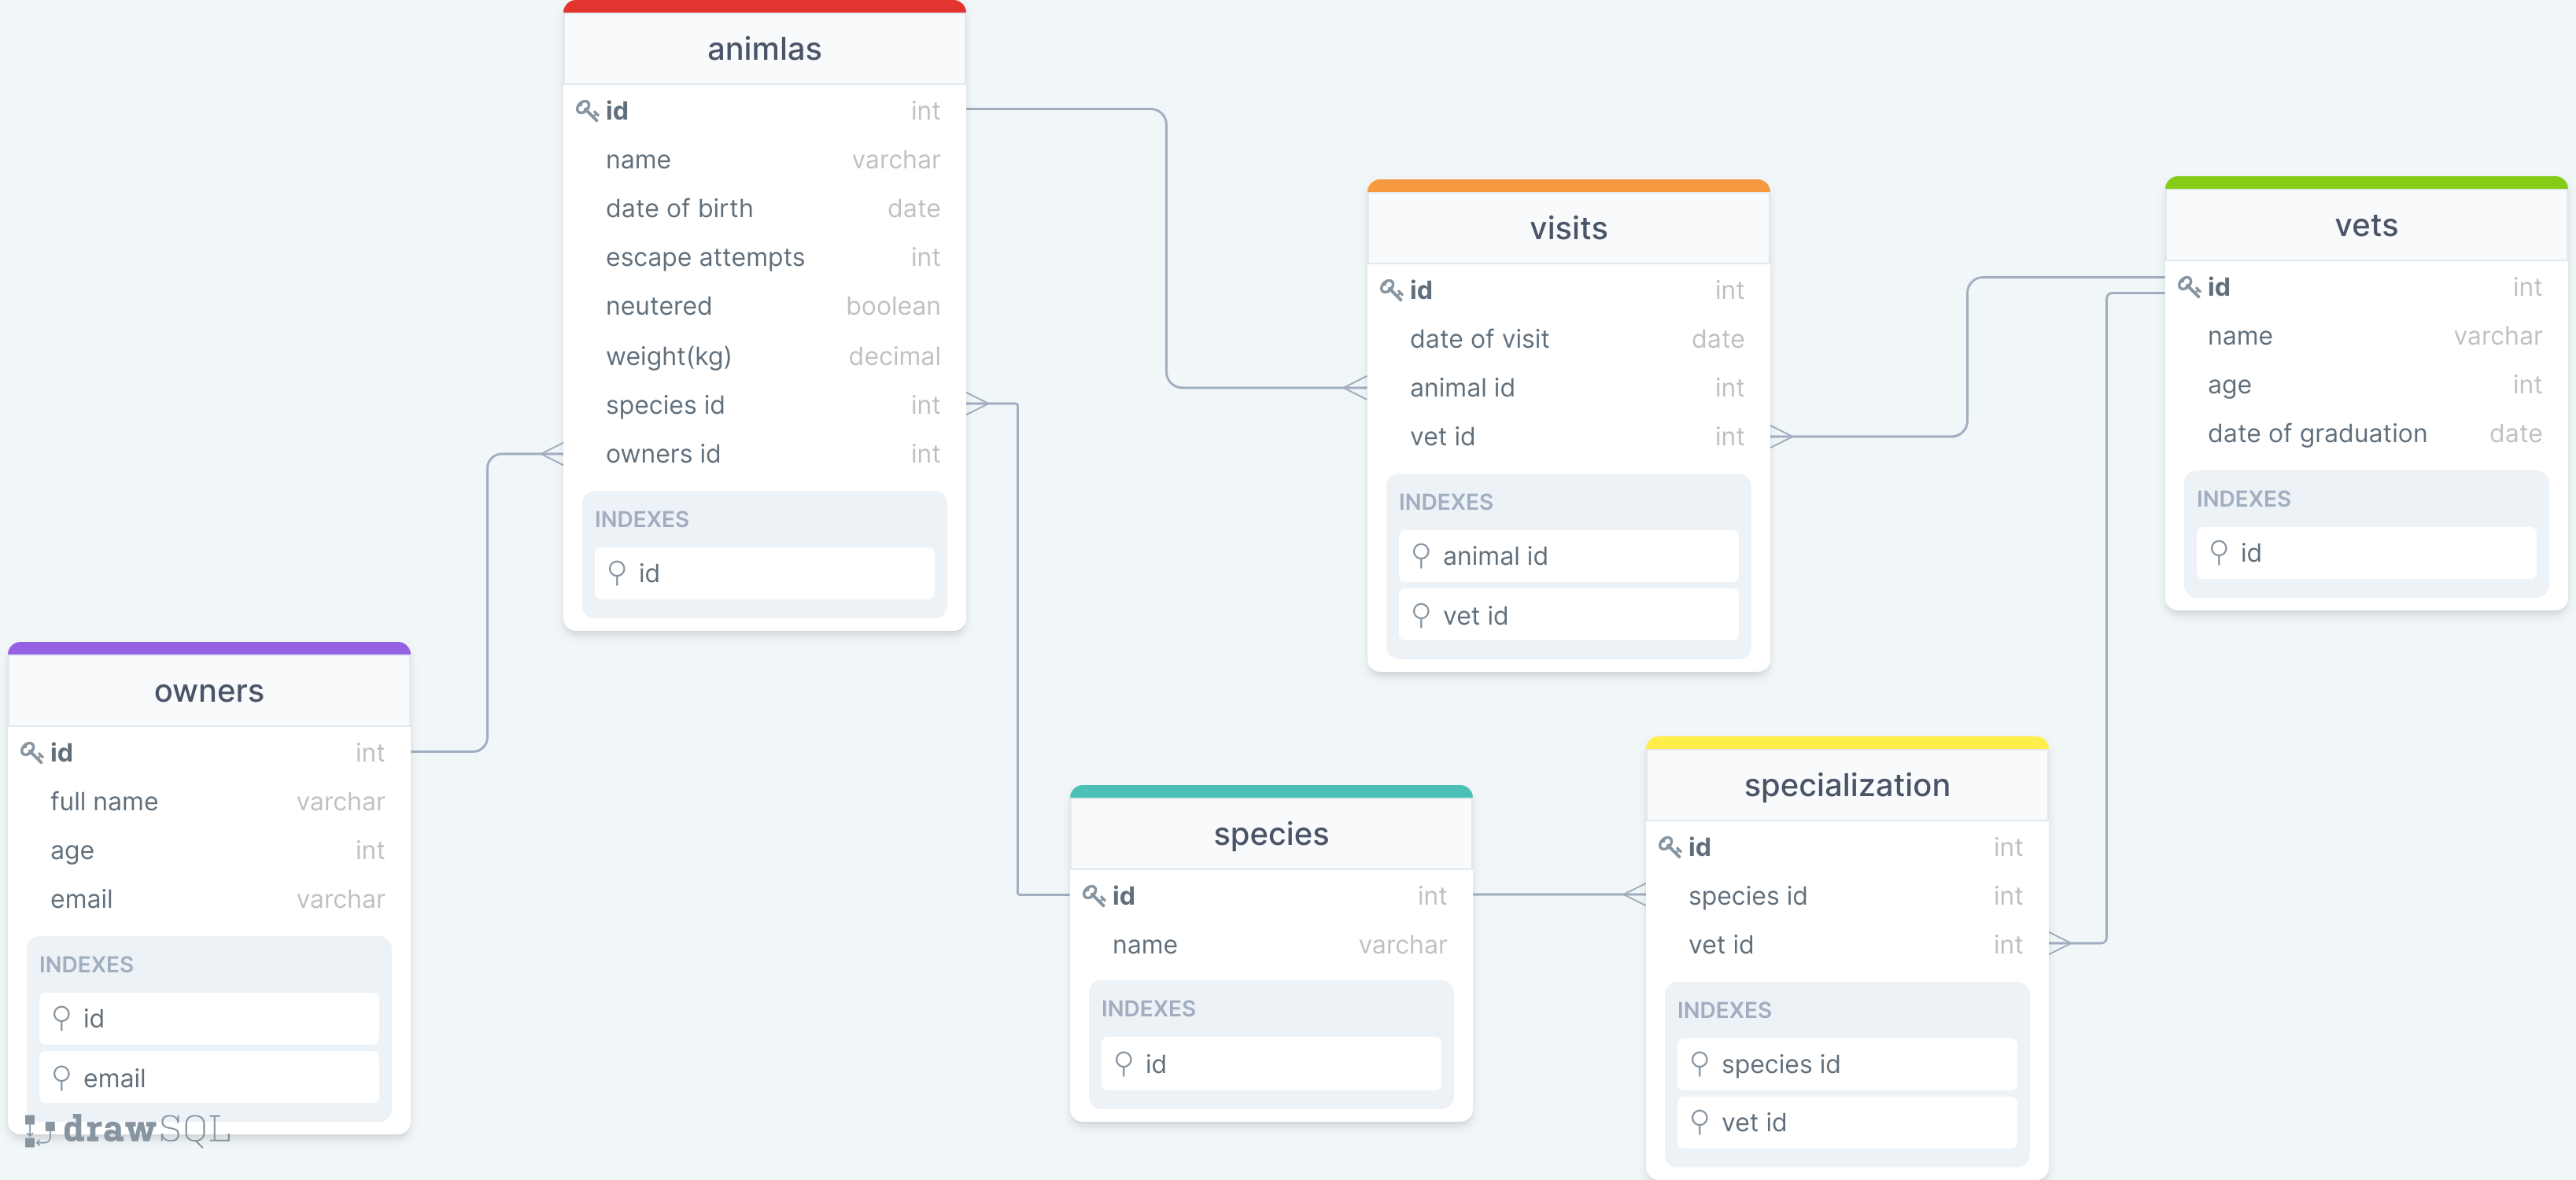 animlas
id int
name varchar
date of birth date
escape attempts int
neutered boolean
weight(kg) decimal
species id int
owners id int
INDEXES
id
visits
id int
date of visit date
animal id int
vet id int
INDEXES
animal id
vet id
vets
id int
name varchar
age int
date of graduation date
INDEXES
id
owners
id int
full name varchar
age int
email varchar
INDEXES
id
email
species
id int
name varchar
INDEXES
id
specialization
id int
species id int
vet id int
INDEXES
species id
vet id
drawSQL